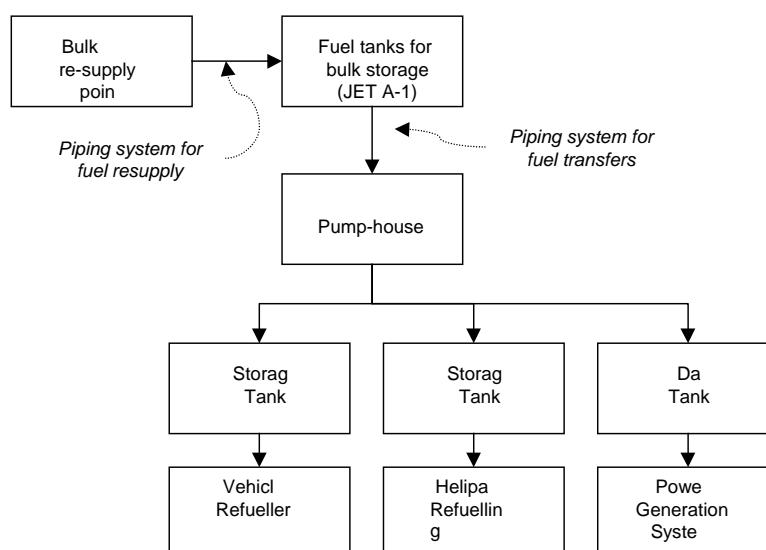 Bulk
re-supply
poin
Fuel tanks for
bulk storage
(JET A-1)
Piping system for
fuel resupply
Piping system for
fuel transfers
Pump-house
Storag
Tank
Storag
Tank
Da
Tank
Vehicl
Refueller
Helipa
Refuellin
g
Powe
Generation
Syste